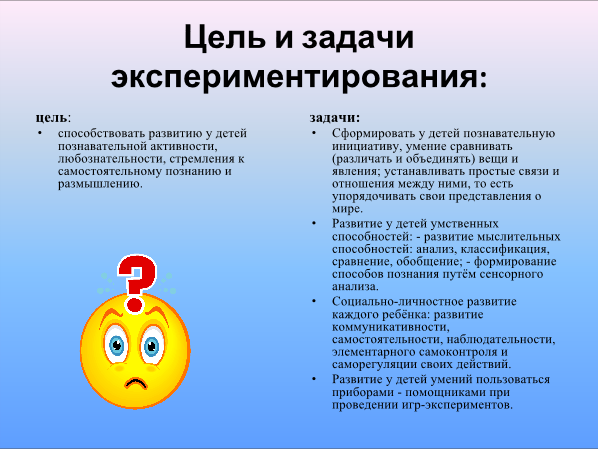 Цель и задачи
экспериментирования:
цель:
• способствовать развитию у детей
познавательной активности,
любознательности, стремления к
самостоятельному познанию и
размышлению.
задачи:
• Сформировать у детей познавательную
инициативу, умение сравнивать
(различать и объединять) вещи и
явления; устанавливать простые связи и
отношения между ними, то есть
упорядочивать свои представления о
мире.
• Развитие у детей умственных
способностей: - развитие мыслительных
способностей: анализ, классификация,
сравнение, обобщение; - формирование
способов познания путём сенсорного
анализа.
• Социально-личностное развитие
каждого ребёнка: развитие
коммуникативности,
самостоятельности, наблюдательности,
элементарного самоконтроля и
саморегуляции своих действий.
• Развитие у детей умений пользоваться
приборами - помощниками при
проведении игр-экспериментов.
?